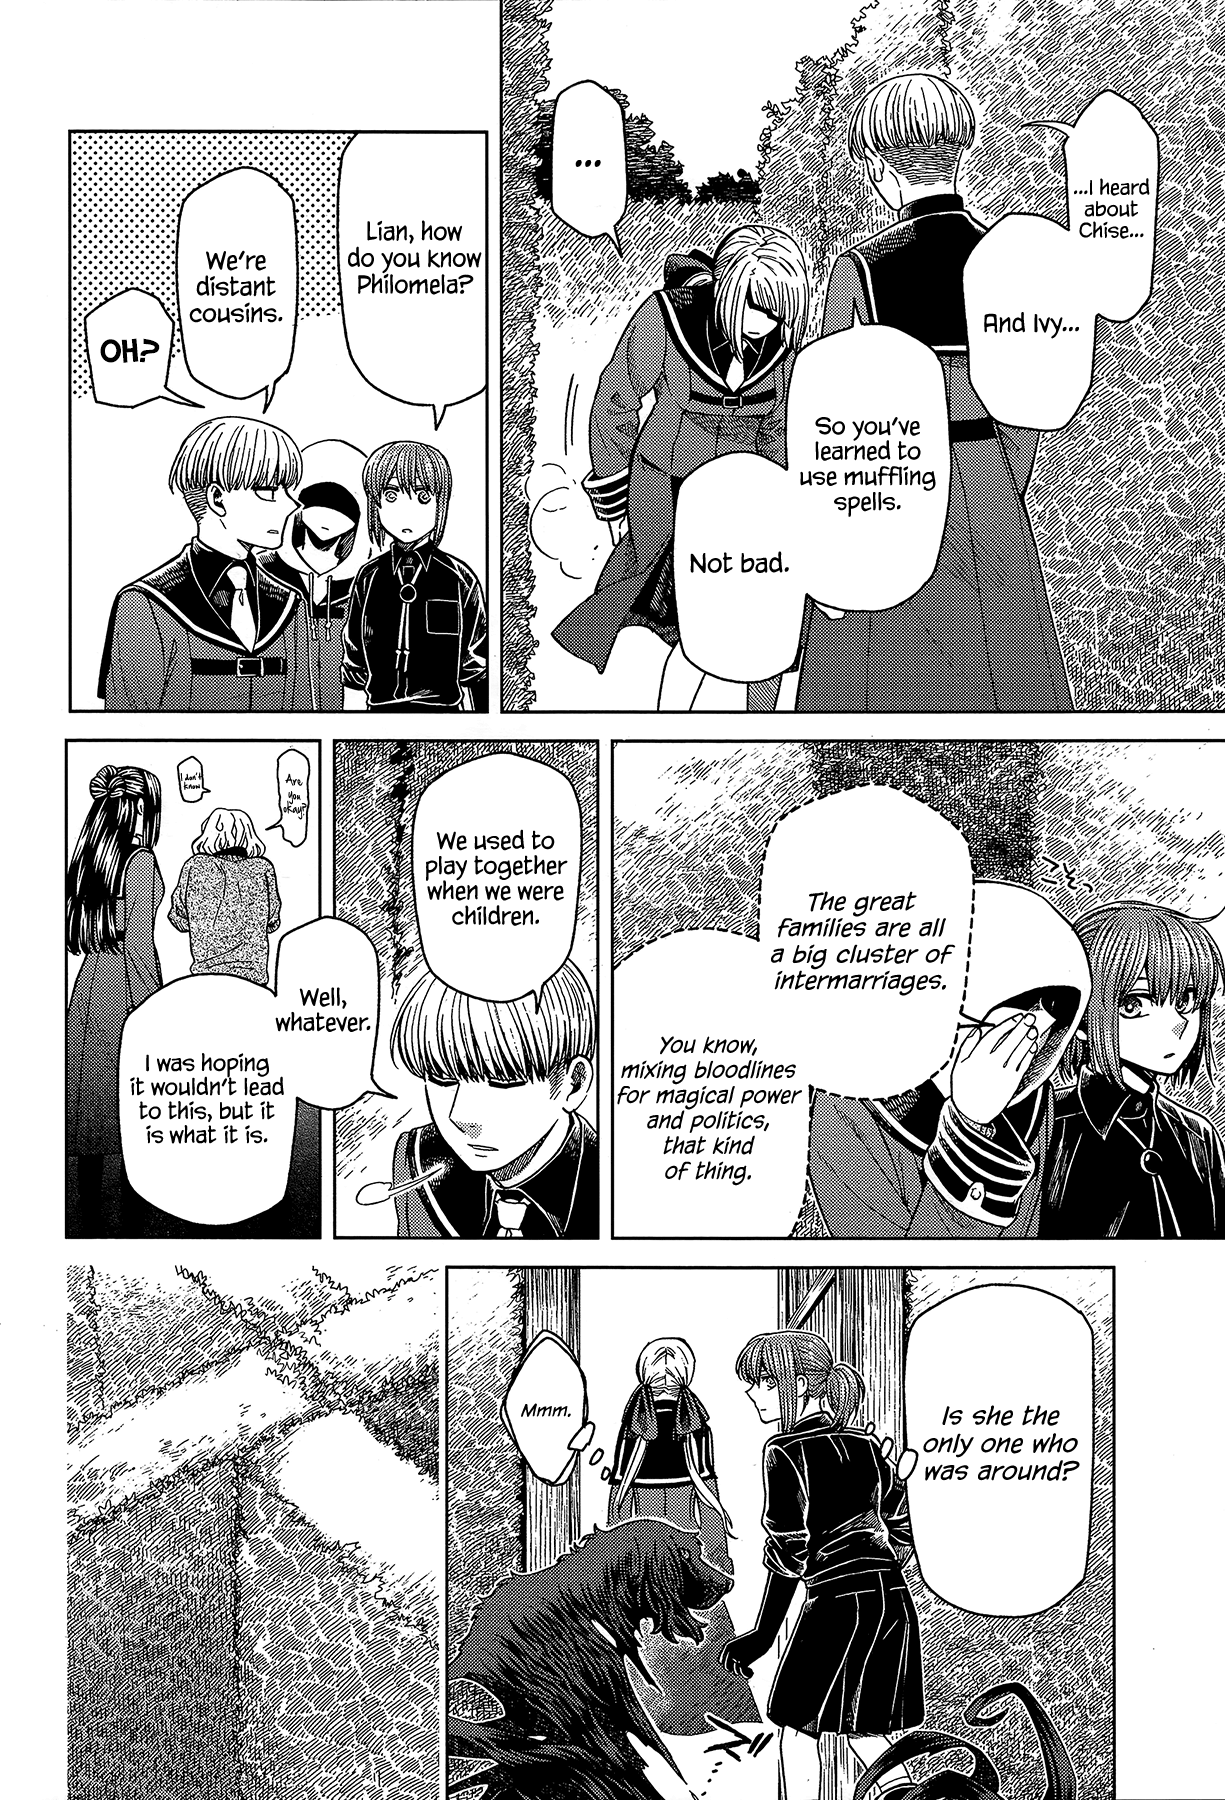 ...I heard
about
Chise...
And Ivy...
...
So you've
learned to
use muffling
spells.
Not bad.
Lian, how
do you know
Philomela?
We're
distant
cousins.
OH?
The great
families are all
a big cluster of
intermarriages.
You know,
mixing bloodlines
for magical power
and politics,
that kind
of thing.
We used to
play together
when we were
children.
Well,
whatever.
I was hoping
it wouldn't lead
to this, but it
is what it is.
Are
you
okay?
I don't
know
Is she the
only one who
was around?
Mmm.